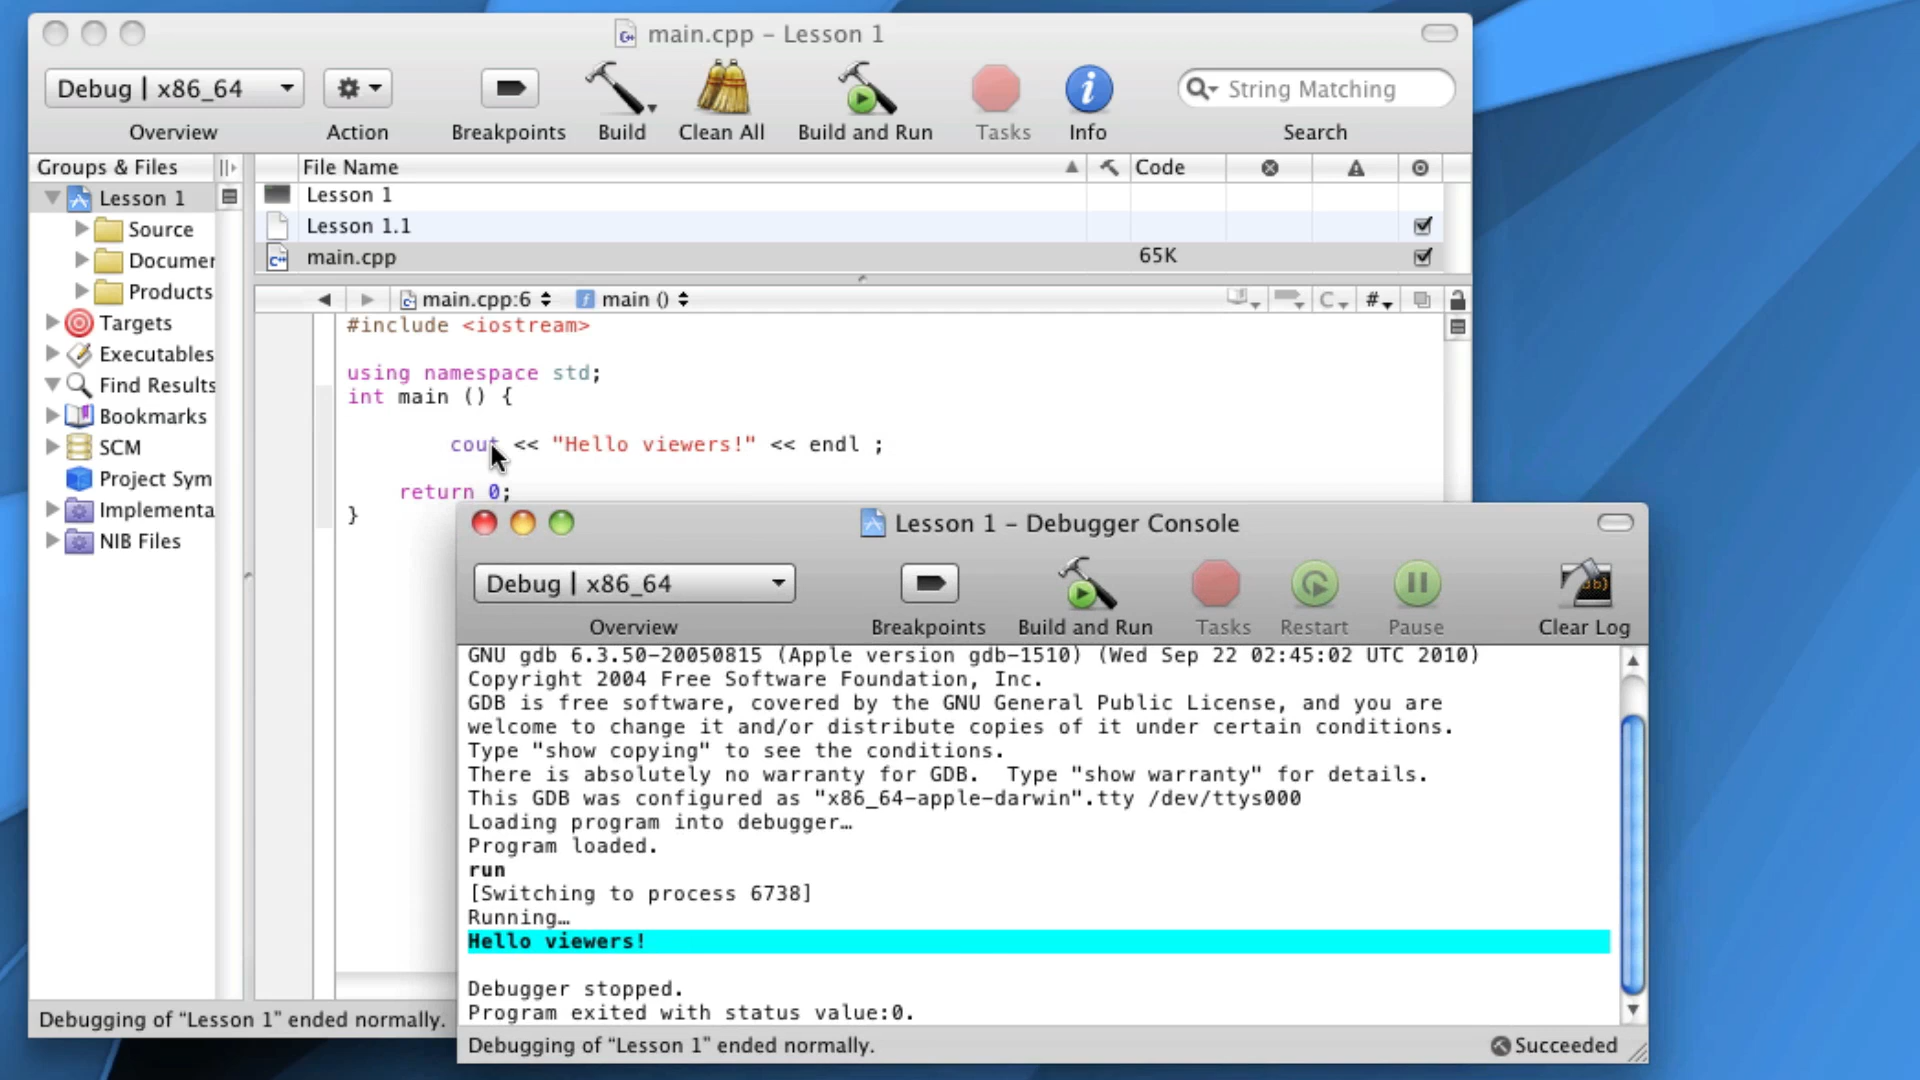 main.cpp – Lesson 1
Debug | x86_64
String Matching
Overview
Action
Breakpoints
Build
Clean All
Build and Run
Tasks
Info
Search
Groups & Files
File Name
Code
Lesson 1
Source
Documen
Products
Targets
Executables
Find Results
Bookmarks
SCM
Project Sym
Implementa
NIB Files
Lesson 1
Lesson 1.1
main.cpp
65K
main.cpp:6
main ()
C
#
#include <iostream>
using namespace std;
int main () {
cout << "Hello viewers!" << endl ;
return 0;
}
Debugging of “Lesson 1” ended normally.
Lesson 1 – Debugger Console
Debug | x86_64
Overview
Breakpoints
Build and Run
Tasks
Restart
Pause
Clear Log
GNU gdb 6.3.50-20050815 (Apple version gdb-1510) (Wed Sep 22 02:45:02 UTC 2010)
Copyright 2004 Free Software Foundation, Inc.
GDB is free software, covered by the GNU General Public License, and you are
welcome to change it and/or distribute copies of it under certain conditions.
Type "show copying" to see the conditions.
There is absolutely no warranty for GDB.  Type "show warranty" for details.
This GDB was configured as "x86_64-apple-darwin".tty /dev/ttys000
Loading program into debugger…
Program loaded.
run
[Switching to process 6738]
Running…
Hello viewers!
Debugger stopped.
Program exited with status value:0.
Debugging of “Lesson 1” ended normally.
Succeeded